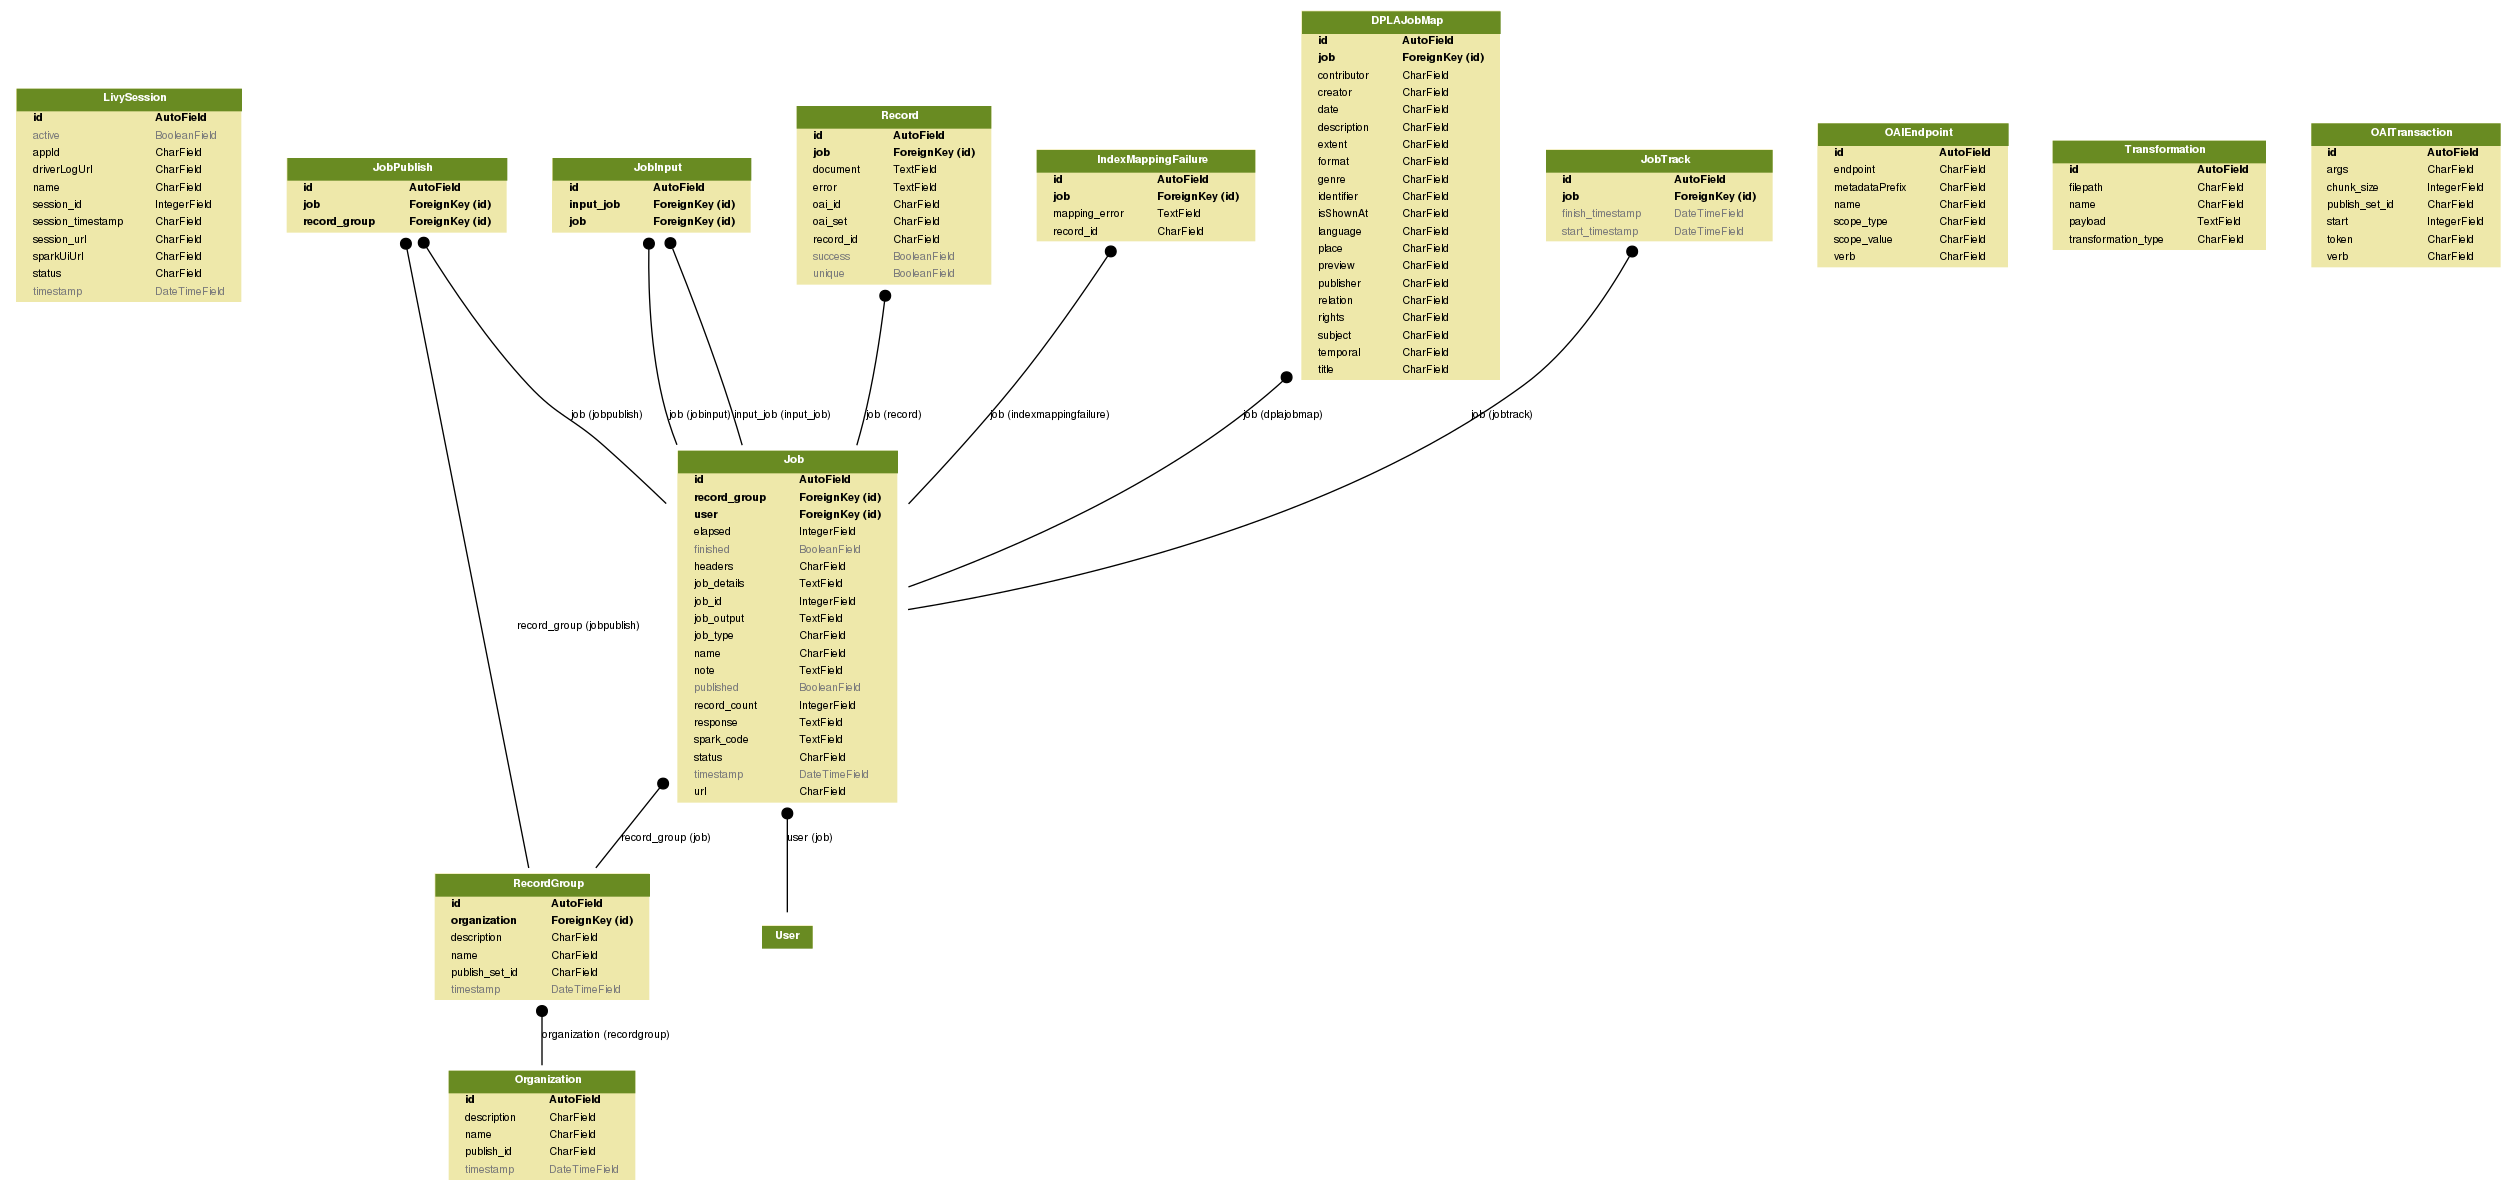 LivySession
id AutoField
active BooleanField
appId CharField
driverLogUrl CharField
name CharField
session_id IntegerField
session_timestamp CharField
session_url CharField
sparkUiUrl CharField
status CharField
timestamp DateTimeField
JobPublish
id AutoField
job ForeignKey (id)
record_group ForeignKey (id)
JobInput
id AutoField
input_job ForeignKey (id)
job ForeignKey (id)
Record
id AutoField
job ForeignKey (id)
document TextField
error TextField
oai_id CharField
oai_set CharField
record_id CharField
success BooleanField
unique BooleanField
IndexMappingFailure
id AutoField
job ForeignKey (id)
mapping_error TextField
record_id CharField
DPLAJobMap
id AutoField
job ForeignKey (id)
contributor CharField
creator CharField
date CharField
description CharField
extent CharField
format CharField
genre CharField
identifier CharField
isShownAt CharField
language CharField
place CharField
preview CharField
publisher CharField
relation CharField
rights CharField
subject CharField
temporal CharField
title CharField
JobTrack
id AutoField
job ForeignKey (id)
finish_timestamp DateTimeField
start_timestamp DateTimeField
OAIEndpoint
id AutoField
endpoint CharField
metadataPrefix CharField
name CharField
scope_type CharField
scope_value CharField
verb CharField
Transformation
id AutoField
filepath CharField
name CharField
payload TextField
transformation_type CharField
OAITransaction
id AutoField
args CharField
chunk_size IntegerField
publish_set_id CharField
start IntegerField
token CharField
verb CharField
job (jobpublish)
job (jobinput)
input_job (input_job)
job (record)
job (indexmappingfailure)
job (dplajobmap)
job (jobtrack)
Job
id AutoField
record_group ForeignKey (id)
user ForeignKey (id)
elapsed IntegerField
finished BooleanField
headers CharField
job_details TextField
job_id IntegerField
job_output TextField
job_type CharField
name CharField
note TextField
published BooleanField
record_count IntegerField
response TextField
spark_code TextField
status CharField
timestamp DateTimeField
url CharField
record_group (jobpublish)
record_group (job)
user (job)
RecordGroup
id AutoField
organization ForeignKey (id)
description CharField
name CharField
publish_set_id CharField
timestamp DateTimeField
User
organization (recordgroup)
Organization
id AutoField
description CharField
name CharField
publish_id CharField
timestamp DateTimeField